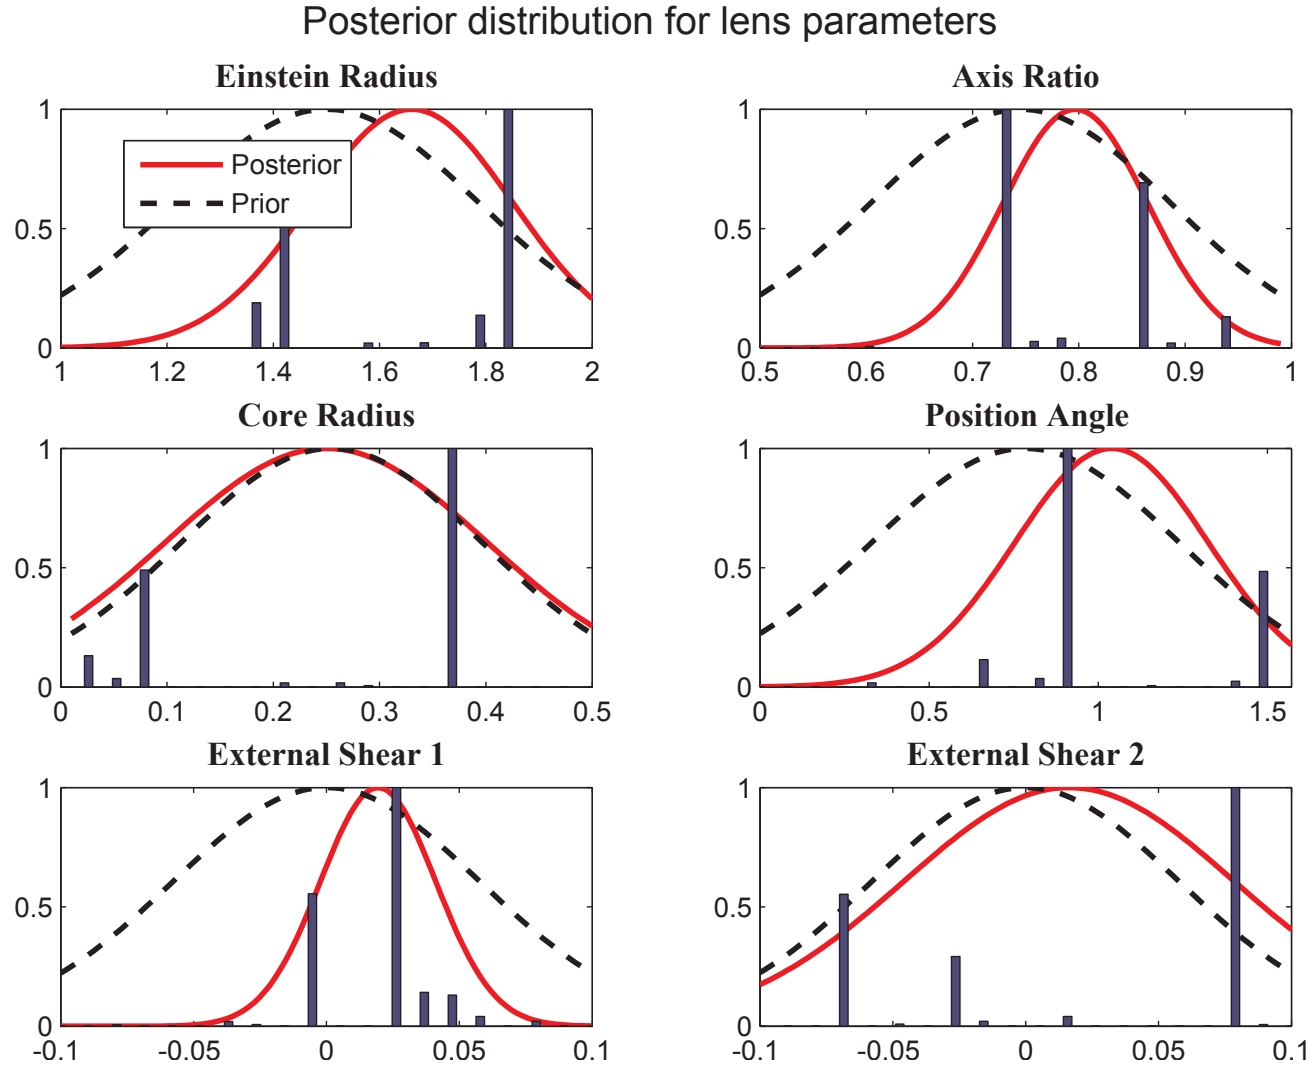 Posterior distribution for lens parameters
Einstein Radius
1
0.5
0
Posterior
Prior
1 1.2 1.4 1.6 1.8 2
Axis Ratio
1
0.5
0
0.5 0.6 0.7 0.8 0.9 1
Core Radius
1
0.5
0
0 0.1 0.2 0.3 0.4 0.5
Position Angle
1
0.5
0
0 0.5 1 1.5
External Shear 1
1
0.5
0
-0.1 -0.05 0 0.05 0.1
External Shear 2
1
0.5
0
-0.1 -0.05 0 0.05 0.1